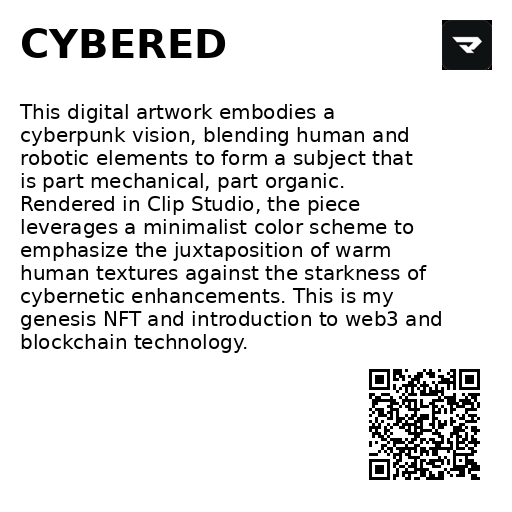 CYBERED
This digital artwork embodies a
cyberpunk vision, blending human and
robotic elements to form a subject that
is part mechanical, part organic.
Rendered in Clip Studio, the piece
leverages a minimalist color scheme to
emphasize the juxtaposition of warm
human textures against the starkness of
cybernetic enhancements. This is my
genesis NFT and introduction to web3 and
blockchain technology.